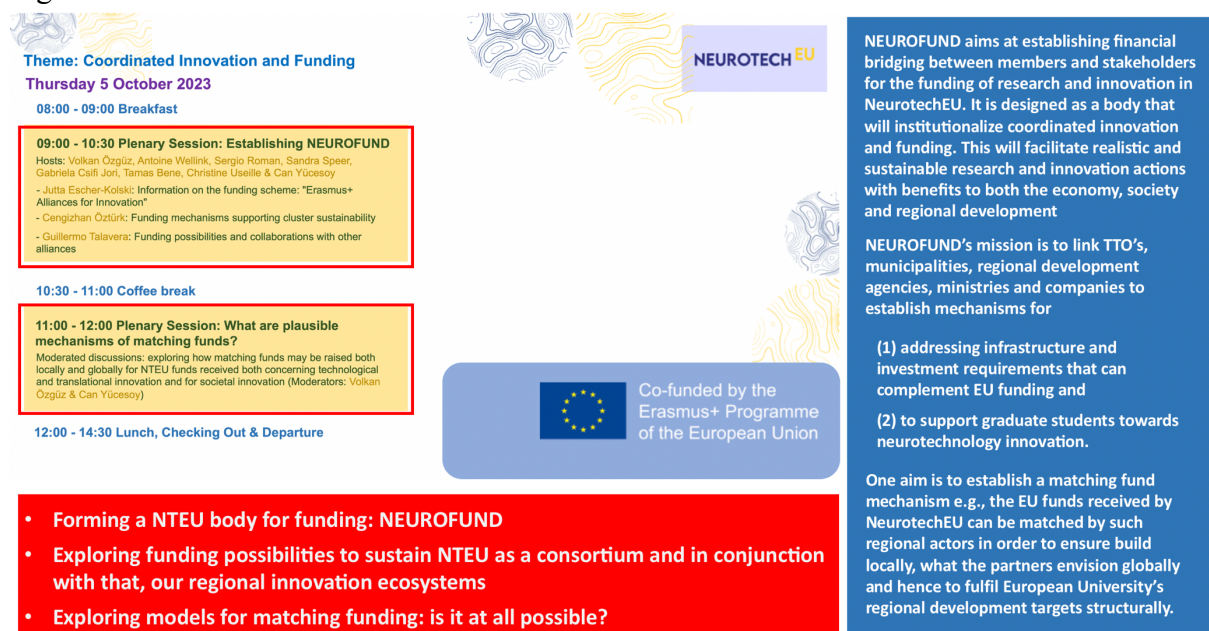 Theme: Coordinated Innovation and Funding
Thursday 5 October 2023
08:00 - 09:00 Breakfast
09:00 - 10:30 Plenary Session: Establishing NEUROFUND
Hosts: Volkan Özgüz, Antoine Wellink, Sergio Roman, Sandra Speer,
Gabriela Csifi Jori, Tamas Bene, Christine Useille & Can Yücesoy
- Jutta Escher-Kolski: Information on the funding scheme: "Erasmus+
Alliances for Innovation"
- Cengizhan Öztürk: Funding mechanisms supporting cluster sustainability
- Guillermo Talavera: Funding possibilities and collaborations with other
alliances
10:30 - 11:00 Coffee break
11:00 - 12:00 Plenary Session: What are plausible
mechanisms of matching funds?
Moderated discussions: exploring how matching funds may be raised both
locally and globally for NTEU funds received both concerning technological
and translational innovation and for societal innovation (Moderators: Volkan
Özgüz & Can Yücesoy)
12:00 - 14:30 Lunch, Checking Out & Departure
NEUROTECH EU
Co-funded by the
Erasmus+ Programme
of the European Union
• Forming a NTEU body for funding: NEUROFUND
• Exploring funding possibilities to sustain NTEU as a consortium and in conjunction
with that, our regional innovation ecosystems
• Exploring models for matching funding: is it at all possible?
NEUROFUND aims at establishing financial
bridging between members and stakeholders
for the funding of research and innovation in
NeurotechEU. It is designed as a body that
will institutionalize coordinated innovation
and funding. This will facilitate realistic and
sustainable research and innovation actions
with benefits to both the economy, society
and regional development
NEUROFUND's mission is to link TTO's,
municipalities, regional development
agencies, ministries and companies to
establish mechanisms for
(1) addressing infrastructure and
investment requirements that can
complement EU funding and
(2) to support graduate students towards
neurotechnology innovation.
One aim is to establish a matching fund
mechanism e.g., the EU funds received by
NeurotechEU can be matched by such
regional actors in order to ensure build
locally, what the partners envision globally
and hence to fulfil European University's
regional development targets structurally.